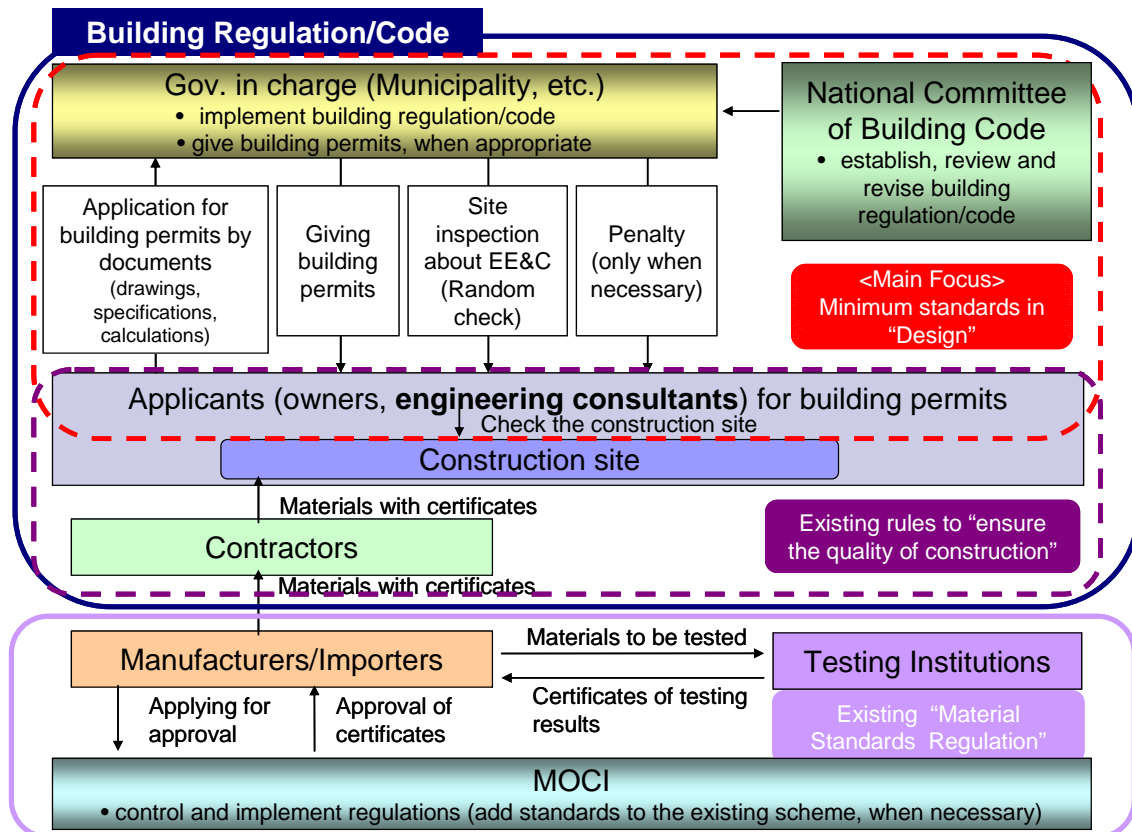 Building Regulation/Code
Gov. in charge (Municipality, etc.)
• implement building regulation/code
• give building permits, when appropriate
National Committee
of Building Code
• establish, review and
revise building
regulation/code
Application for
building permits by
documents
(drawings,
specifications,
calculations)
Giving
building
permits
Site
inspection
about EE&C
(Random
check)
Penalty
(only when
necessary)
<Main Focus>
Minimum standards in
“Design”
Applicants (owners, engineering consultants) for building permits
Check the construction site
Construction site
Materials with certificates
Contractors
Existing rules to “ensure
the quality of construction”
Materials with certificates
Manufacturers/Importers
Materials to be tested
Testing Institutions
Certificates of testing
results
Applying for
approval
Approval of
certificates
Existing “Material
Standards Regulation”
MOCI
• control and implement regulations (add standards to the existing scheme, when necessary)